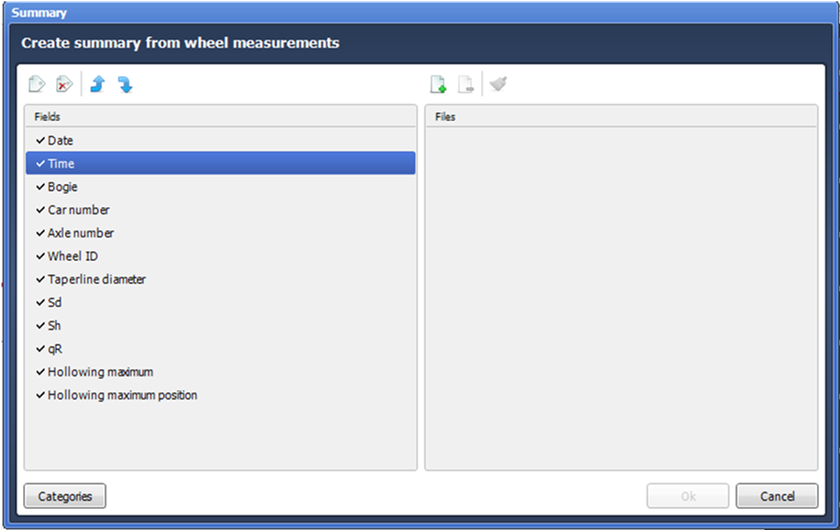 Summary
Create summary from wheel measurements
Fields
Date
Time
Bogie
Car number
Axle number
Wheel ID
Taperline diameter
Sd
Sh
qR
Hollowing maximum
Hollowing maximum position
Files
Categories
Ok
Cancel